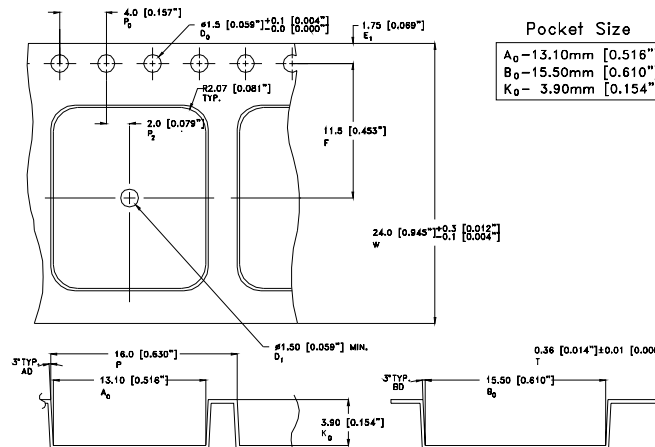 4.0 [0.157"]
P0
ø1.5 [0.059"]+0.1 [0.004"]
-0.0 [0.000"]
D0
1.75 [0.069"]
E1
Pocket Size
A0-13.10mm [0.516"]
B0-15.50mm [0.610"]
K0- 3.90mm [0.154"]
R2.07 [0.081"]
TYP.
2.0 [0.079"]
P2
11.5 [0.453"]
F
24.0 [0.945"]+0.3 [0.012"]
-0.1 [0.004"]
W
ø1.50 [0.059"] MIN.
D1
16.0 [0.630"]
P
3° TYP.
AD
13.10 [0.516"]
A0
3.90 [0.154"]
K0
3° TYP.
BD
15.50 [0.610"]
B0
0.36 [0.014"]±0.01 [0.00
T